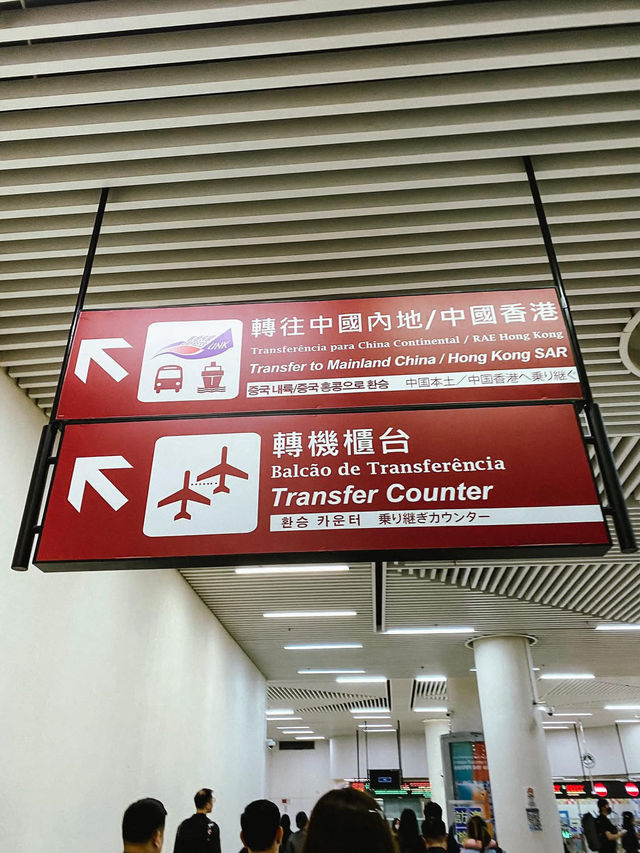 轉往中國內地/中國香港
Transferência para China Continental / RAE Hong Kong
Transfer to Mainland China / Hong Kong SAR
중국 내륙/중국 홍콩으로 환승 中国本土／中国香港へ乗り継ぐ
轉機櫃台
Balcão de Transferência
Transfer Counter
환승 카운터 乗り継ぎカウンター